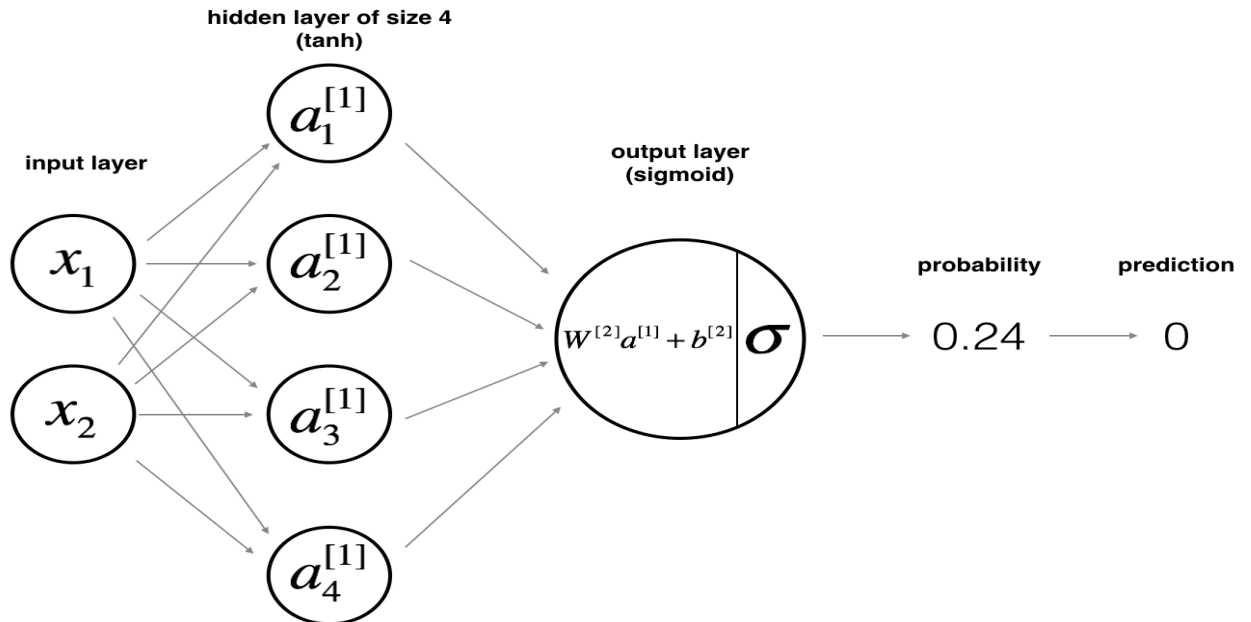 hidden layer of size 4
(tanh)
a₁^[1]
input layer
output layer
(sigmoid)
x₁
a₂^[1]
probability
prediction
W^[2]a^[1] + b^[2]
σ
0.24
0
x₂
a₃^[1]
a₄^[1]